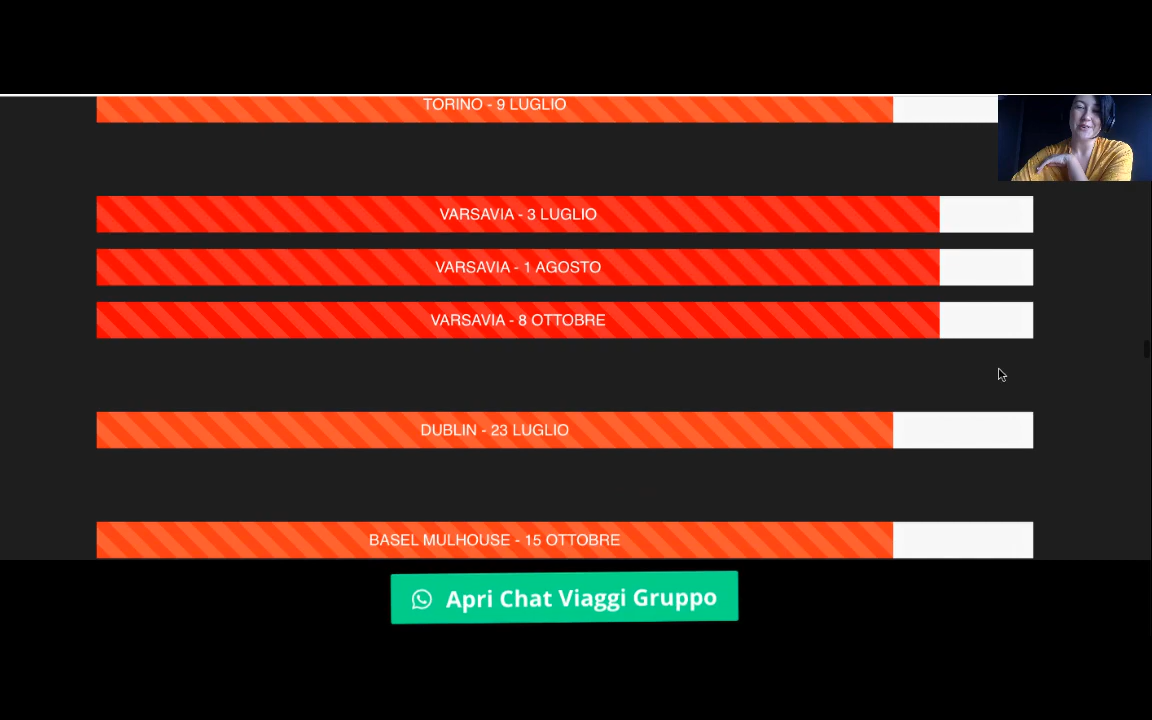 TORINO - 9 LUGLIO
VARSAVIA - 3 LUGLIO
VARSAVIA - 1 AGOSTO
VARSAVIA - 8 OTTOBRE
DUBLIN - 23 LUGLIO
BASEL MULHOUSE - 15 OTTOBRE
Apri Chat Viaggi Gruppo